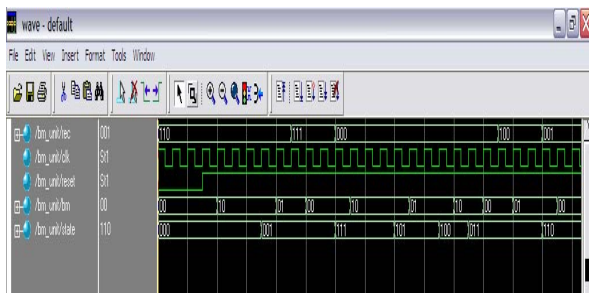 wave - default
File Edit View Insert Format Tools Window
/bm_unit/rec 001 110 111 000 100 001
/bm_unit/clk St1
/bm_unit/reset St1
/bm_unit/bm 00 00 10 01 00 10 01 10 00 01 00
/bm_unit/state 110 000 001 111 101 100 011 110